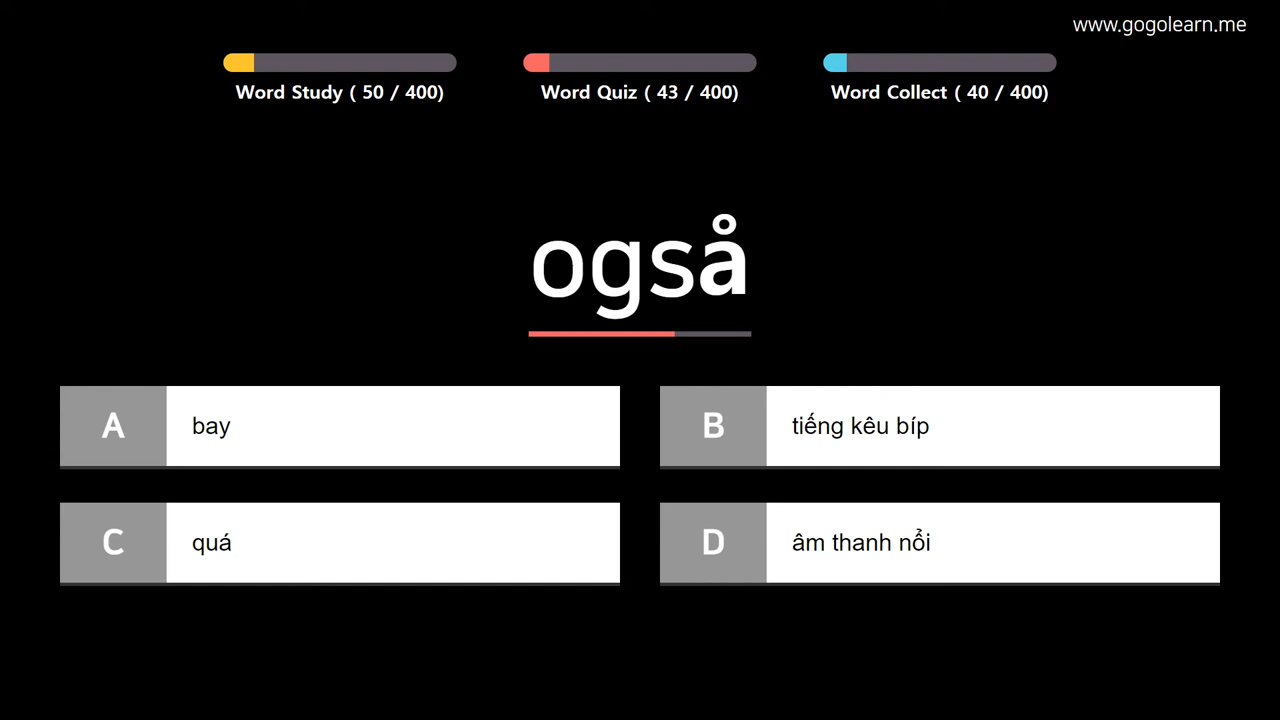 www.gogolearn.me
Word Study ( 50 / 400)
Word Quiz ( 43 / 400)
Word Collect ( 40 / 400)
også
A bay
B tiếng kêu bíp
C quá
D âm thanh nổi